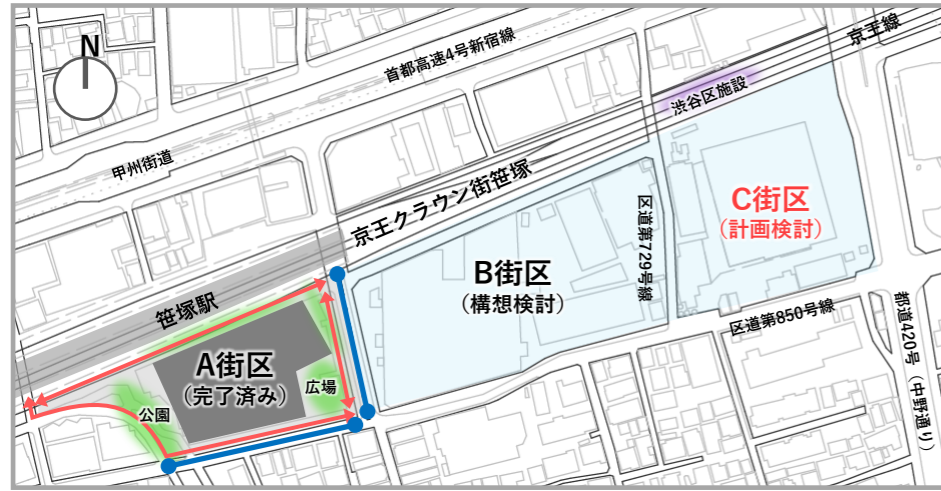 N
首都高速4号新宿線
京王線
甲州街道
渋谷区施設
京王クラウン街笹塚
笹塚駅
区道第729号線
C街区
(計画検討)
B街区
(構想検討)
A街区
(完了済み)
広場
公園
区道第850号線
都道420号(中野通り)